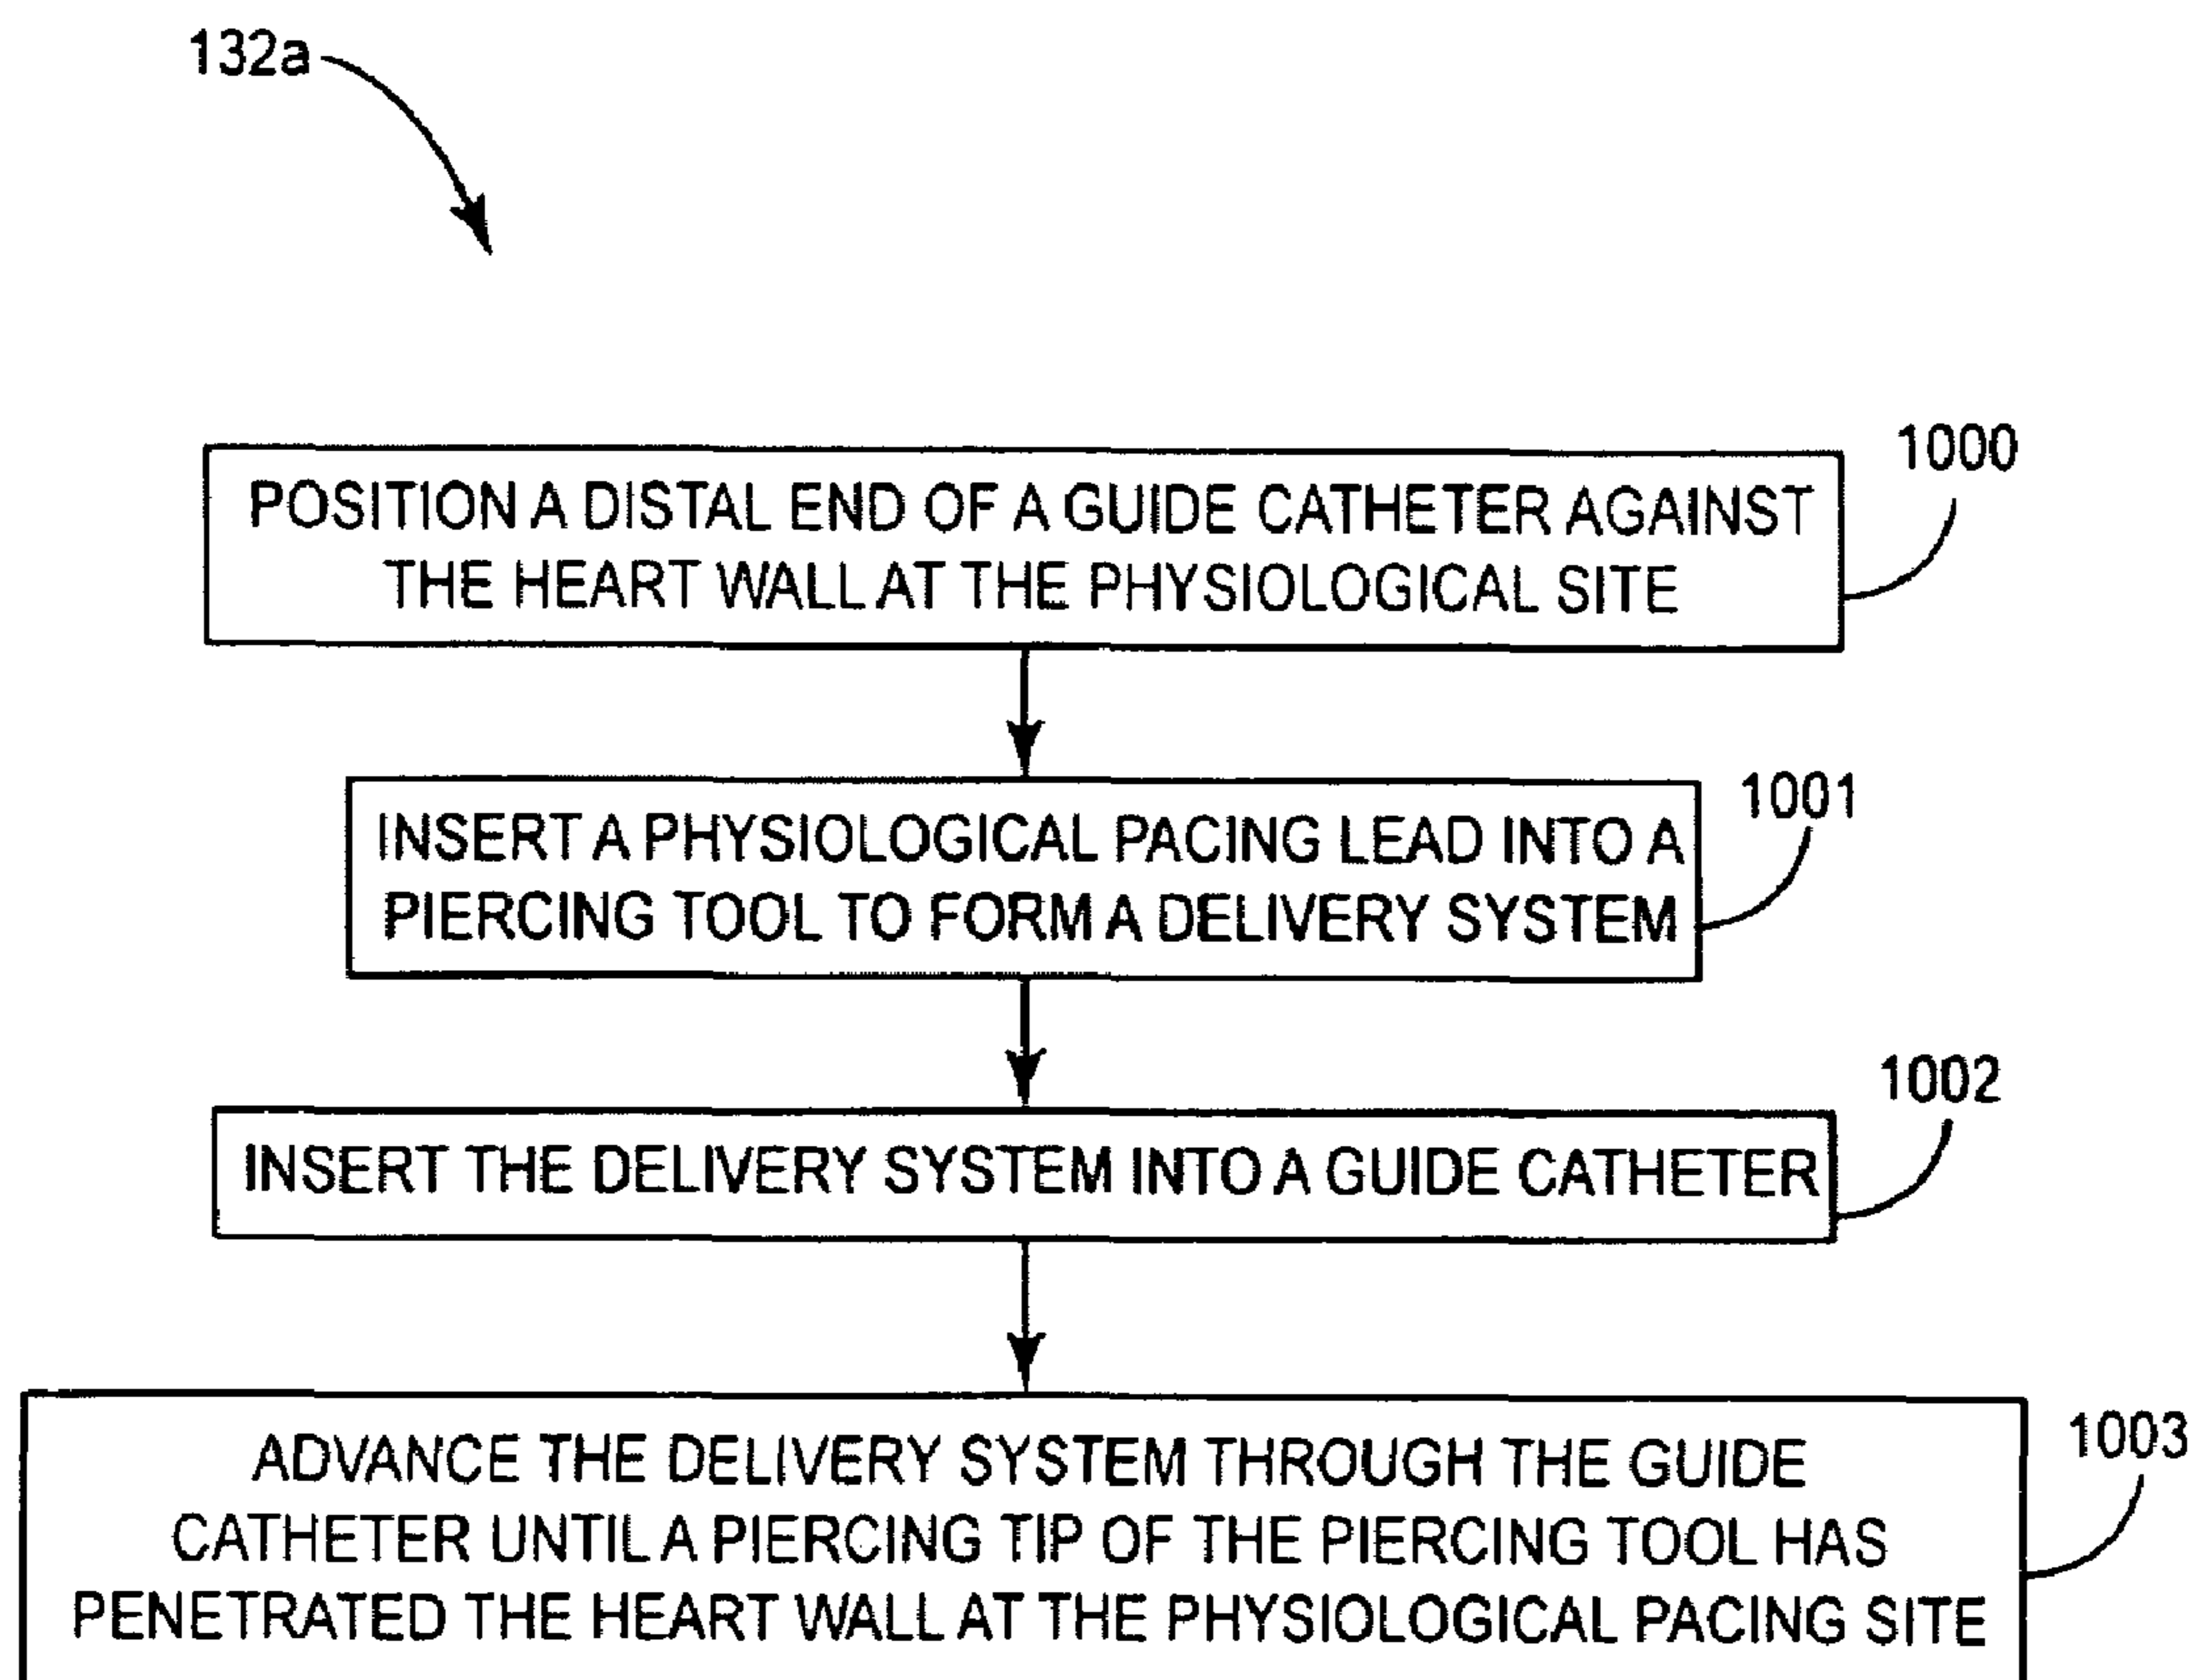 132a
1000
POSITION A DISTAL END OF A GUIDE CATHETER AGAINST
THE HEART WALL AT THE PHYSIOLOGICAL SITE
1001
INSERT A PHYSIOLOGICAL PACING LEAD INTO A
PIERCING TOOL TO FORM A DELIVERY SYSTEM
1002
INSERT THE DELIVERY SYSTEM INTO A GUIDE CATHETER
1003
ADVANCE THE DELIVERY SYSTEM THROUGH THE GUIDE
CATHETER UNTIL A PIERCING TIP OF THE PIERCING TOOL HAS
PENETRATED THE HEART WALL AT THE PHYSIOLOGICAL PACING SITE